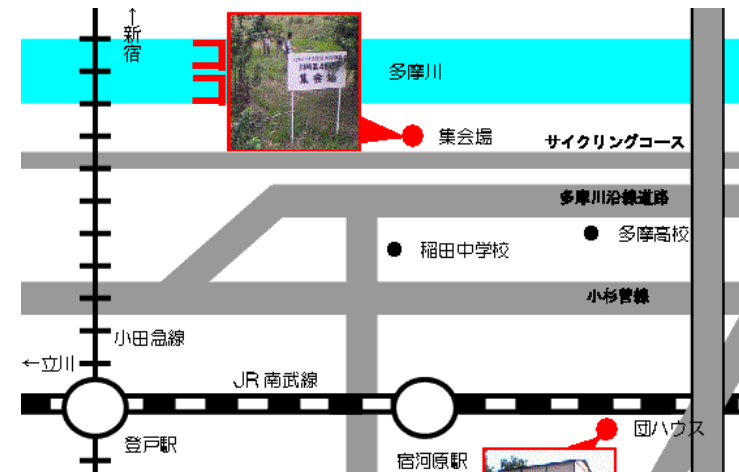 ↑
新宿
多摩川
集会場
集会場
サイクリングコース
多摩川沿線道路
多摩高校
稲田中学校
小杉菅線
小田急線
←立川
JR南武線
団ハウス
登戸駅
宿河原駅